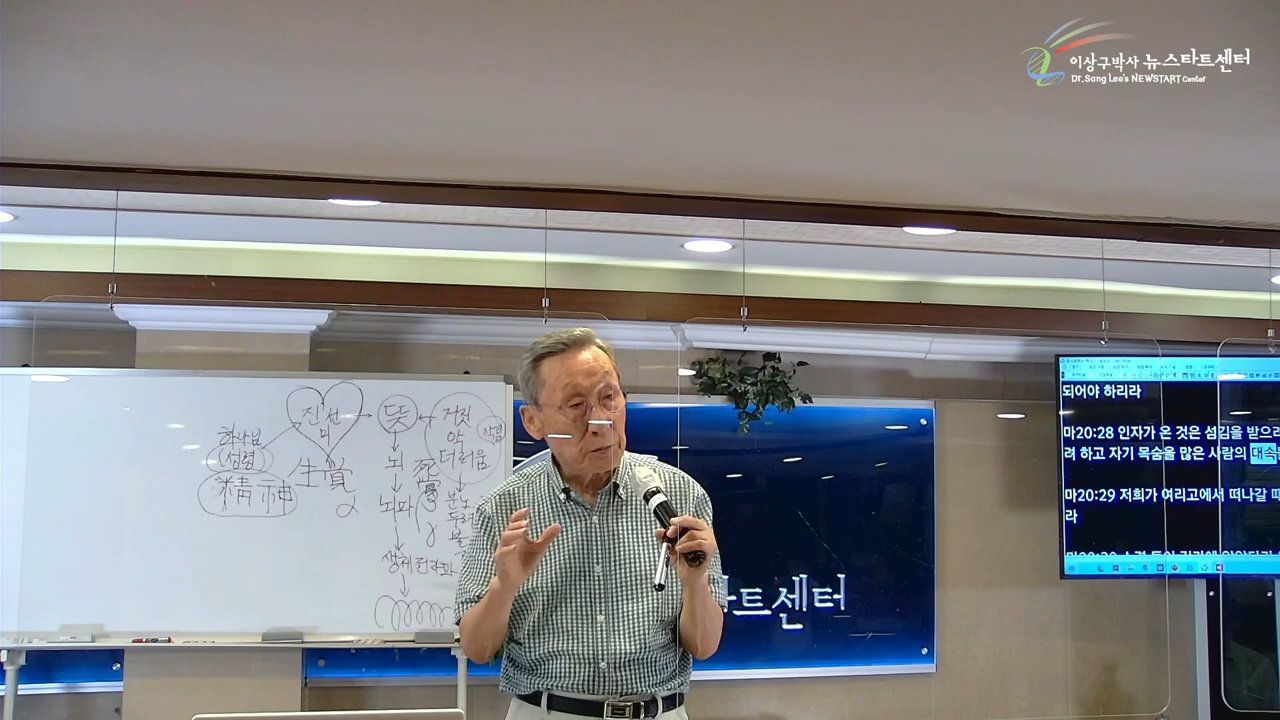 이상구박사 뉴스타트센터
Dr. Sang Lee's NEWSTART Center
하나님
성령
精神
진 선
미
生覺
α
뜻
뇌
뇌파
생체 전자파
거짓
악
더러움
악령
死
γ
분노
타트센터
되어야 하리라
마20:28 인자가 온 것은 섬김을 받으려
려 하고 자기 목숨을 많은 사람의 대속
마20:29 저희가 여리고에서 떠나갈 때
라